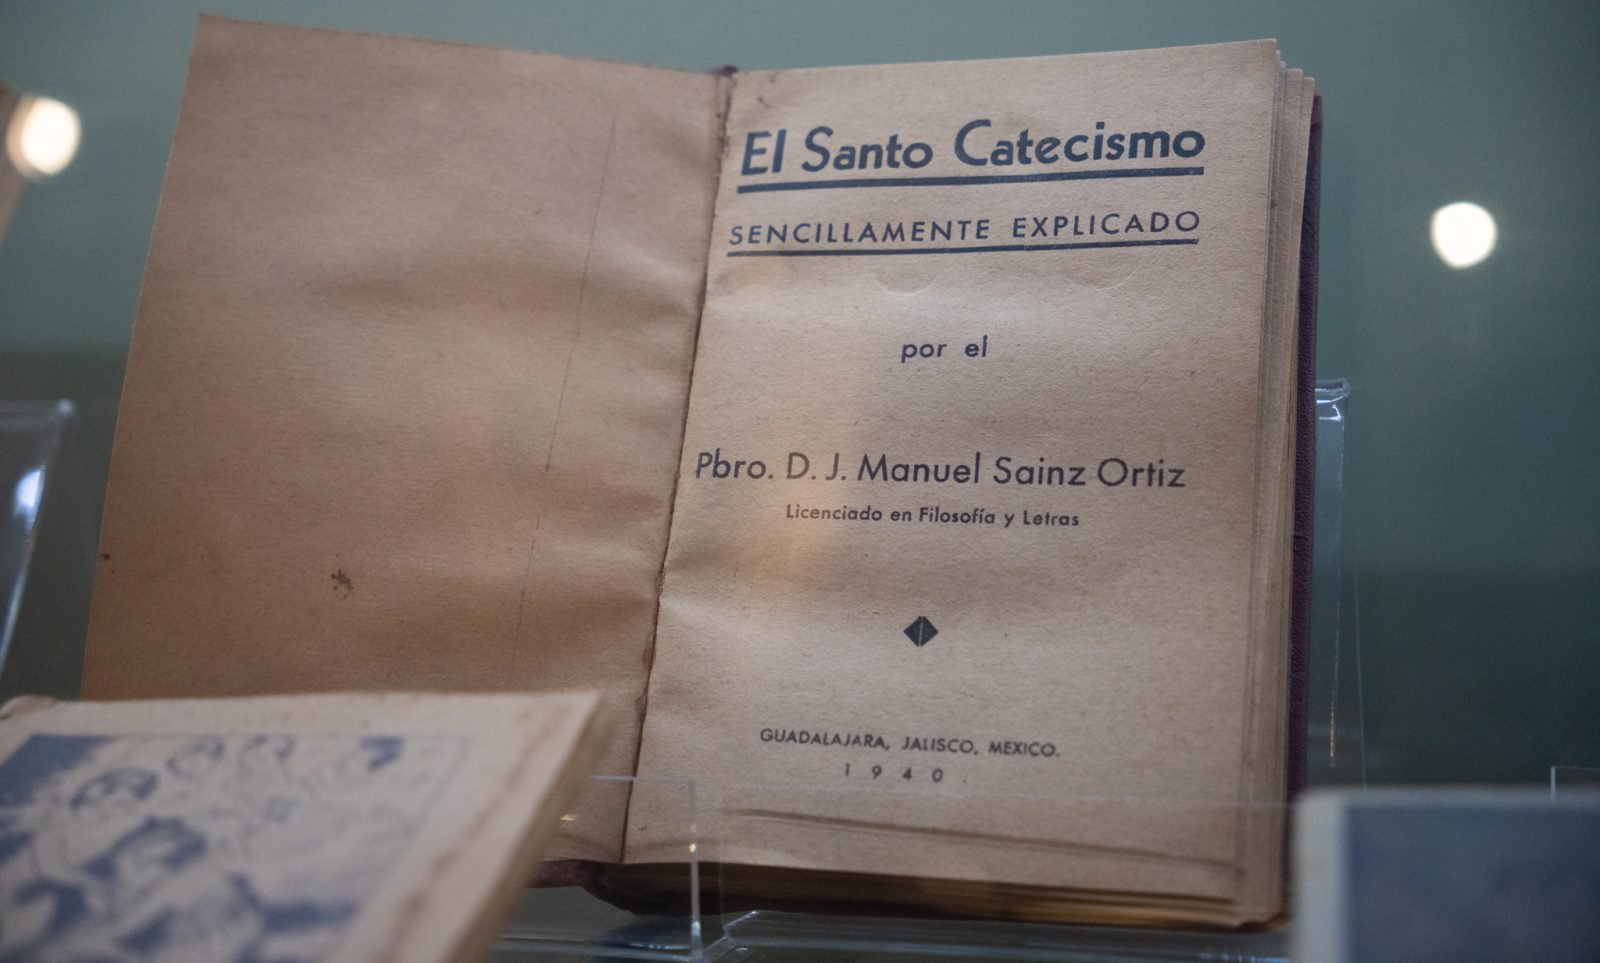 El Santo Catecismo
SENCILLAMENTE EXPLICADO
por el
Pbro. D. J. Manuel Sainz Ortiz
Licenciado en Filosofía y Letras
GUADALAJARA, JALISCO, MEXICO.
1940.